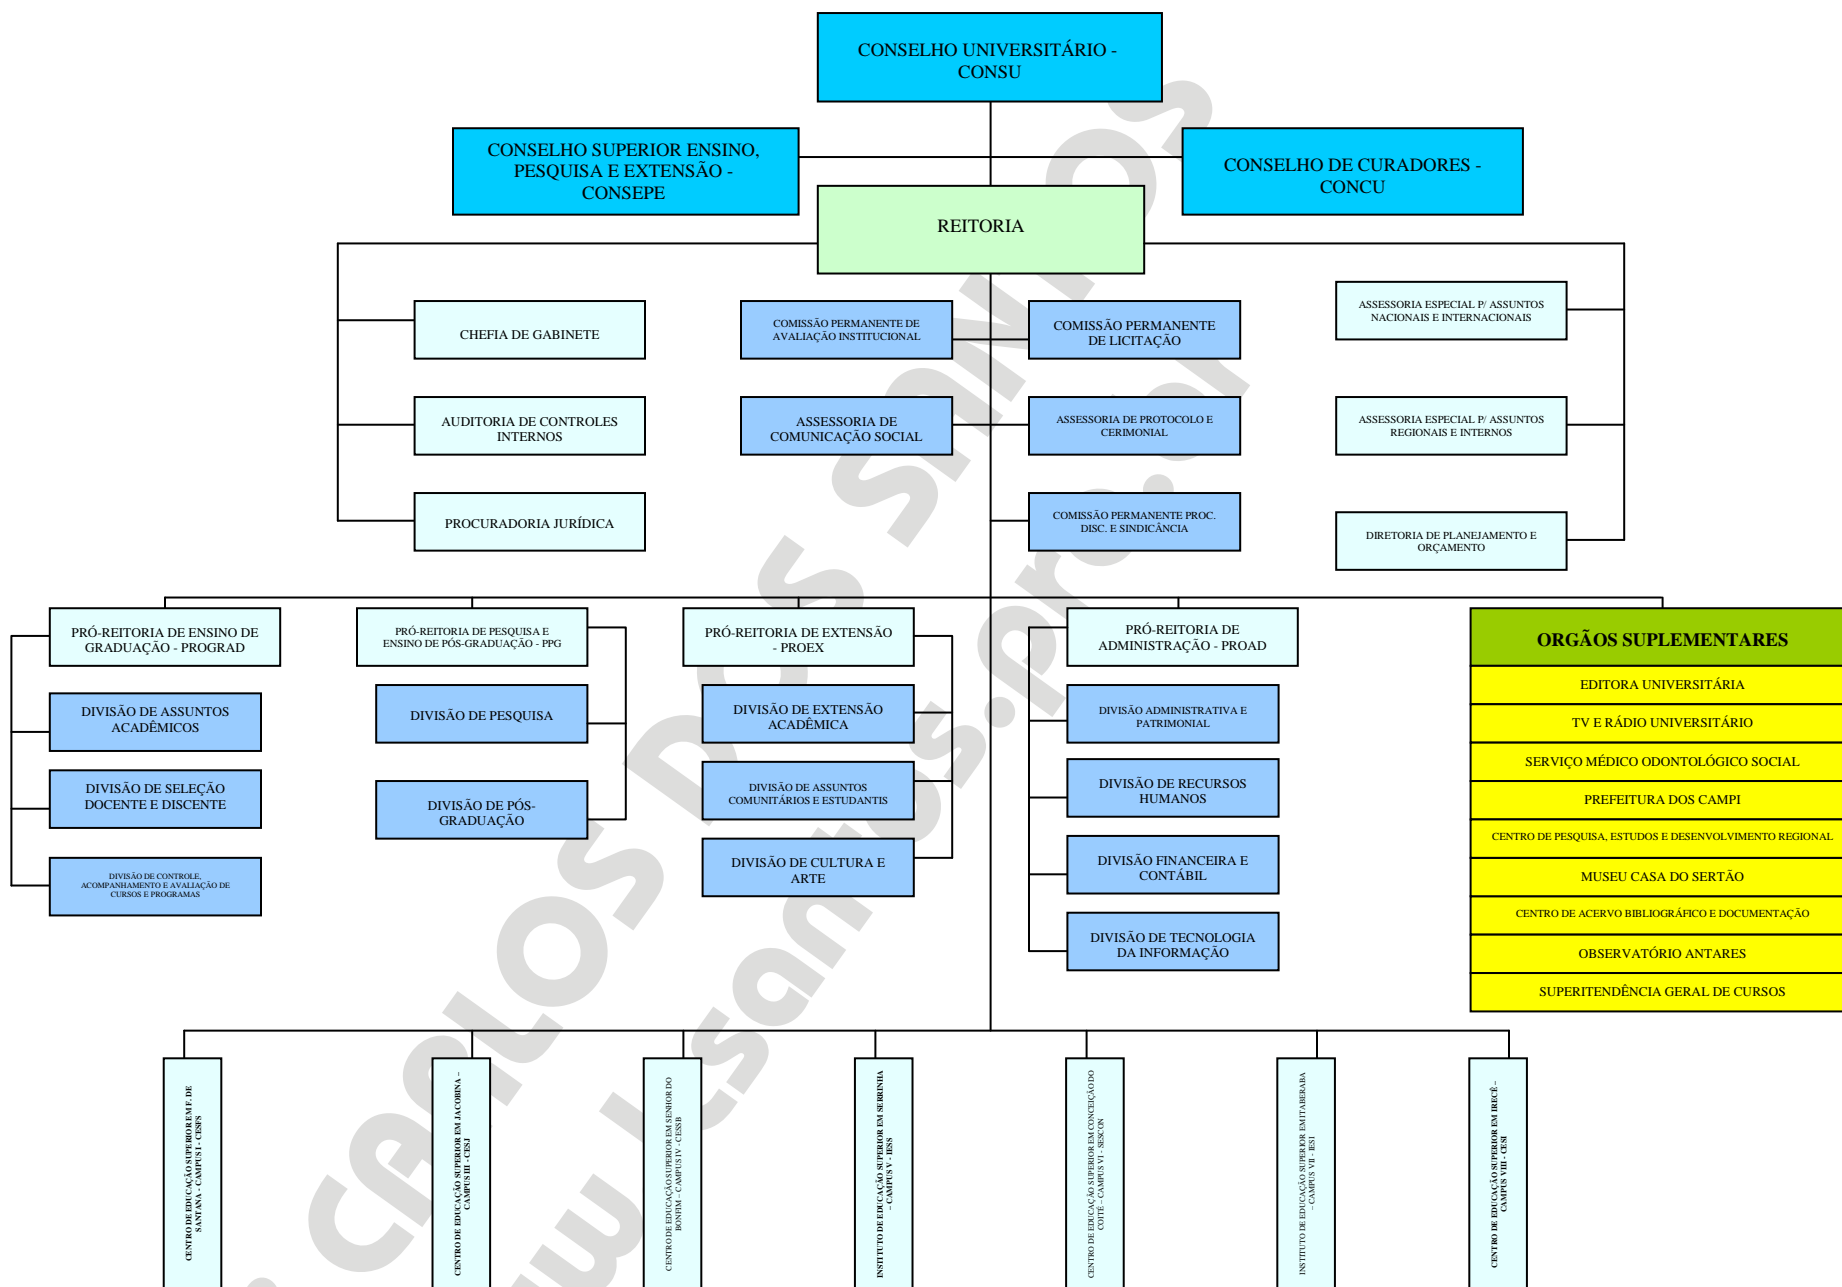 CONSELHO UNIVERSITÁRIO -
CONSU
CONSELHO SUPERIOR ENSINO,
PESQUISA E EXTENSÃO -
CONSEPE
CONSELHO DE CURADORES -
CONCU
REITORIA
CHEFIA DE GABINETE
AUDITORIA DE CONTROLES
INTERNOS
PROCURADORIA JURÍDICA
COMISSÃO PERMANENTE DE
AVALIAÇÃO INSTITUCIONAL
COMISSÃO PERMANENTE
DE LICITAÇÃO
ASSESSORIA DE
COMUNICAÇÃO SOCIAL
ASSESSORIA DE PROTOCOLO E
CERIMONIAL
COMISSÃO PERMANENTE PROC.
DISC. E SINDICÂNCIA
ASSESSORIA ESPECIAL P/ ASSUNTOS
NACIONAIS E INTERNACIONAIS
ASSESSORIA ESPECIAL P/ ASSUNTOS
REGIONAIS E INTERNOS
DIRETORIA DE PLANEJAMENTO E
ORÇAMENTO
PRÓ-REITORIA DE ENSINO DE
GRADUAÇÃO - PROGRAD
DIVISÃO DE ASSUNTOS
ACADÊMICOS
DIVISÃO DE SELEÇÃO
DOCENTE E DISCENTE
DIVISÃO DE CONTROLE,
ACOMPANHAMENTO E AVALIAÇÃO DE
CURSOS E PROGRAMAS
PRÓ-REITORIA DE PESQUISA E
ENSINO DE PÓS-GRADUAÇÃO - PPG
DIVISÃO DE PESQUISA
DIVISÃO DE PÓS-
GRADUAÇÃO
PRÓ-REITORIA DE EXTENSÃO
- PROEX
DIVISÃO DE EXTENSÃO
ACADÊMICA
DIVISÃO DE ASSUNTOS
COMUNITÁRIOS E ESTUDANTIS
DIVISÃO DE CULTURA E
ARTE
PRÓ-REITORIA DE
ADMINISTRAÇÃO - PROAD
DIVISÃO ADMINISTRATIVA E
PATRIMONIAL
DIVISÃO DE RECURSOS
HUMANOS
DIVISÃO FINANCEIRA E
CONTÁBIL
DIVISÃO DE TECNOLOGIA
DA INFORMAÇÃO
ORGÃOS SUPLEMENTARES
EDITORA UNIVERSITÁRIA
TV E RÁDIO UNIVERSITÁRIO
SERVIÇO MÉDICO ODONTOLÓGICO SOCIAL
PREFEITURA DOS CAMPI
CENTRO DE PESQUISA, ESTUDOS E DESENVOLVIMENTO REGIONAL
MUSEU CASA DO SERTÃO
CENTRO DE ACERVO BIBLIOGRÁFICO E DOCUMENTAÇÃO
OBSERVATÓRIO ANTARES
SUPERITENDÊNCIA GERAL DE CURSOS
CENTRO DE EDUCAÇÃO SUPERIOR EM F. DE
SANTANA - CAMPUS I - CESFS
CENTRO DE EDUCAÇÃO SUPERIOR EM JACOBINA –
CAMPUS III - CESJ
CENTRO DE EDUCAÇÃO SUPERIOR EM SENHOR DO
BONFIM – CAMPUS IV - CESSB
INSTITUTO DE EDUCAÇÃO SUPERIOR EM SERRINHA
– CAMPUS V - IESS
CENTRO DE EDUCAÇÃO SUPERIOR EM CONCEIÇÃO DO
COITÉ – CAMPUS VI - SESCON
INSTITUTO DE EDUCAÇÃO SUPERIOR EM ITABERABA
– CAMPUS VII - IESI
CENTRO DE EDUCAÇÃO SUPERIOR EM IRECÊ –
CAMPUS VIII - CESI
CARLOS DOS SANTOS